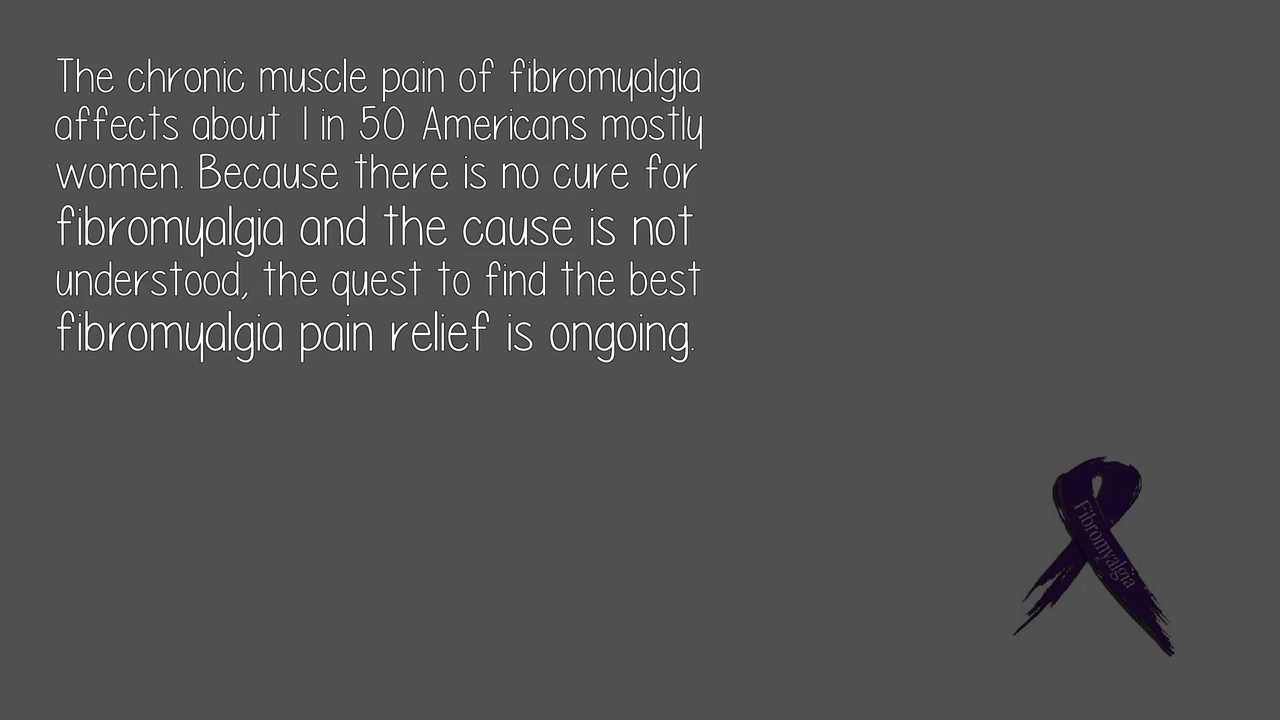 The chronic muscle pain of fibromyalgia
affects about 1 in 50 Americans mostly
women. Because there is no cure for
fibromyalgia and the cause is not
understood, the quest to find the best
fibromyalgia pain relief is ongoing.
Fibromyalgia